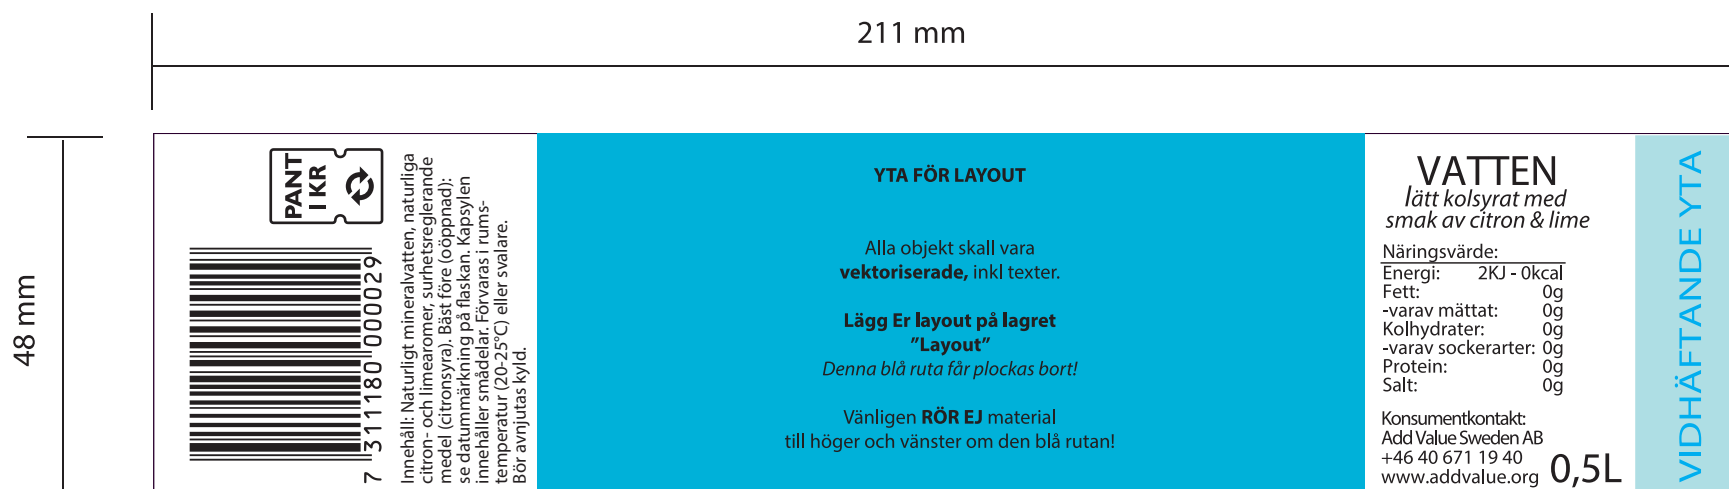 211 mm
48 mm
PANT
1 KR
7 311180 000029
Innehåll: Naturligt mineralvatten, naturliga
citron- och limearomer, surhetsreglerande
medel (citronsyra). Bäst före (oöppnad):
se datummärkning på flaskan. Kapsylen
innehåller smådelar. Förvaras i rums-
temperatur (20-25°C) eller svalare.
Bör avnjutas kyld.
YTA FÖR LAYOUT
Alla objekt skall vara
vektoriserade, inkl texter.
Lägg Er layout på lagret
”Layout”
Denna blå ruta får plockas bort!
Vänligen RÖR EJ material
till höger och vänster om den blå rutan!
VATTEN
lätt kolsyrat med
smak av citron & lime
Näringsvärde:
Energi: 2KJ - 0kcal
Fett: 0g
-varav mättat: 0g
Kolhydrater: 0g
-varav sockerarter: 0g
Protein: 0g
Salt: 0g
Konsumentkontakt:
Add Value Sweden AB
+46 40 671 19 40
www.addvalue.org
0,5L
VIDHÄFTANDE YTA